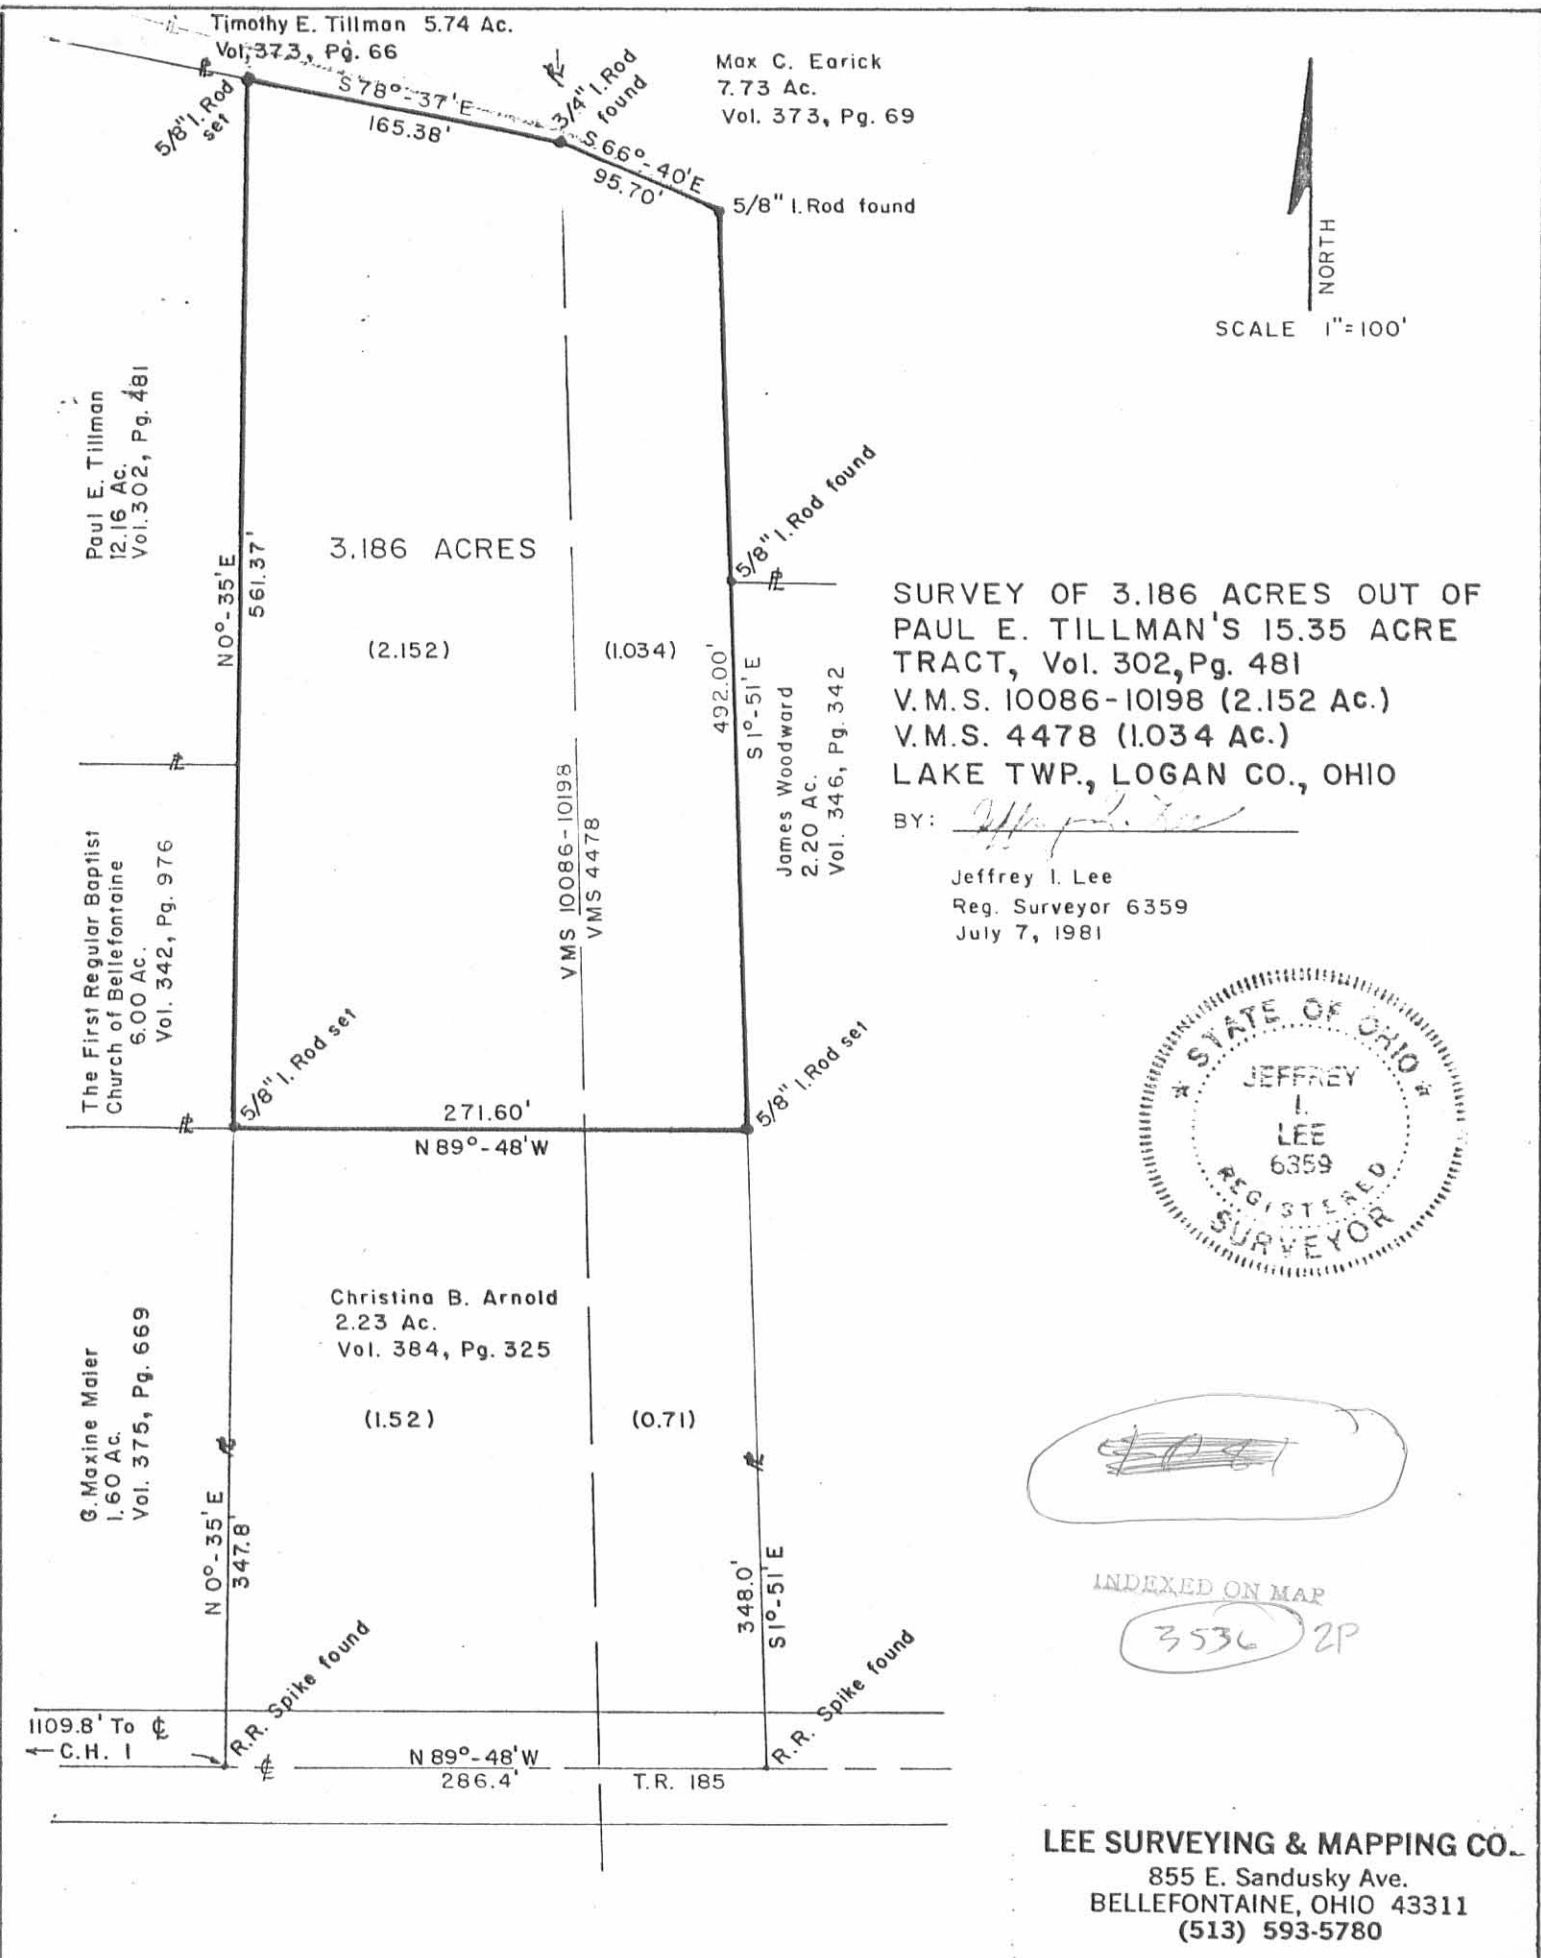 Timothy E. Tillman 5.74 Ac.
Vol. 373, Pg. 66
Max C. Earick
7.73 Ac.
Vol. 373, Pg. 69
℄
5/8" I. Rod
set
S 78°-37' E
165.38'
℄
3/4" I. Rod
found
S. 66°-40' E
95.70'
5/8" I. Rod found
NORTH
SCALE 1"=100'
Paul E. Tillman
12.16 Ac.
Vol. 302, Pg. 481
N 0°-35' E
561.37'
3.186 ACRES
(2.152)
(1.034)
5/8" I. Rod found
℄
492.00'
S 1°-51' E
James Woodward
2.20 Ac.
Vol. 346, Pg. 342
SURVEY OF 3.186 ACRES OUT OF
PAUL E. TILLMAN'S 15.35 ACRE
TRACT, Vol. 302, Pg. 481
V.M.S. 10086-10198 (2.152 Ac.)
V.M.S. 4478 (1.034 Ac.)
LAKE TWP., LOGAN CO., OHIO
BY:
Jeffrey I. Lee
Reg. Surveyor 6359
July 7, 1981
VMS 10086-10198
VMS 4478
The First Regular Baptist
Church of Bellefontaine
6.00 Ac.
Vol. 342, Pg. 976
5/8" I. Rod set
271.60'
N 89°-48' W
5/8" I. Rod set
STATE OF OHIO
JEFFREY
I.
LEE
6359
REGISTERED
SURVEYOR
Christina B. Arnold
2.23 Ac.
Vol. 384, Pg. 325
(1.52)
(0.71)
G. Maxine Maier
1.60 Ac.
Vol. 375, Pg. 669
N 0°-35' E
347.8'
348.0'
S 1°-51' E
INDEXED ON MAP
3536 2P
R.R. Spike found
R.R. Spike found
1109.8' To ℄
C.H. 1
℄
N 89°-48' W
286.4'
T.R. 185
LEE SURVEYING & MAPPING CO.
855 E. Sandusky Ave.
BELLEFONTAINE, OHIO 43311
(513) 593-5780